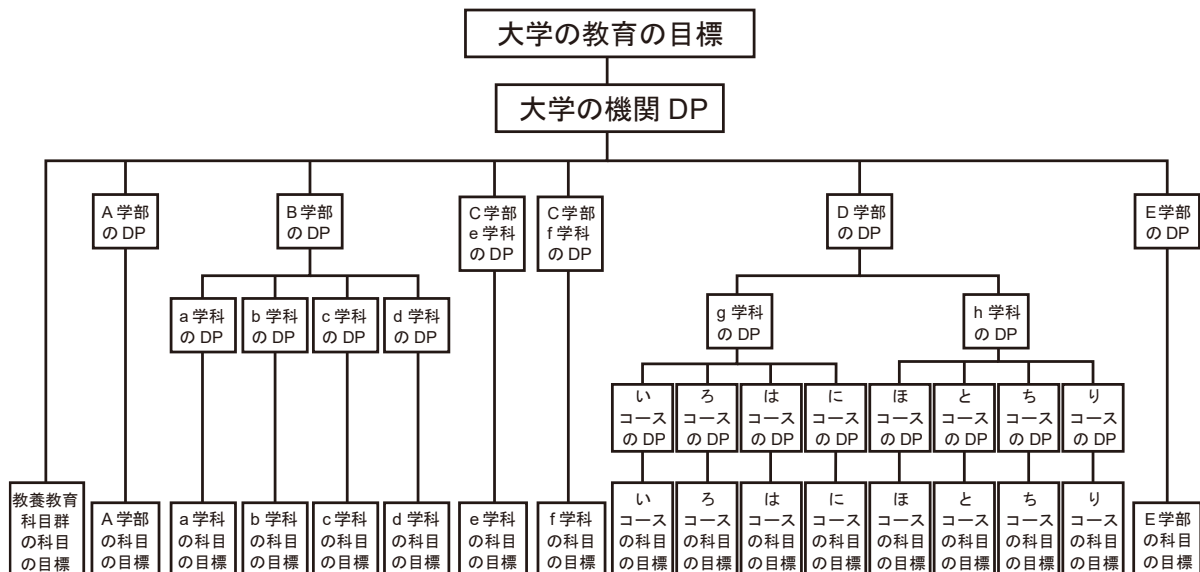 大学の教育の目標
大学の機関 DP
A 学部
の DP
B 学部
の DP
C 学部
e 学科
の DP
C 学部
f 学科
の DP
D 学部
の DP
E 学部
の DP
a 学科
の DP
b 学科
の DP
c 学科
の DP
d 学科
の DP
g 学科
の DP
h 学科
の DP
い
コース
の DP
ろ
コース
の DP
は
コース
の DP
に
コース
の DP
ほ
コース
の DP
と
コース
の DP
ち
コース
の DP
り
コース
の DP
教養教育
科目群
の科目
の目標
A 学部
の科目
の目標
a 学科
の科目
の目標
b 学科
の科目
の目標
c 学科
の科目
の目標
d 学科
の科目
の目標
e 学科
の科目
の目標
f 学科
の科目
の目標
い
コース
の科目
の目標
ろ
コース
の科目
の目標
は
コース
の科目
の目標
に
コース
の科目
の目標
ほ
コース
の科目
の目標
と
コース
の科目
の目標
ち
コース
の科目
の目標
り
コース
の科目
の目標
E 学部
の科目
の目標